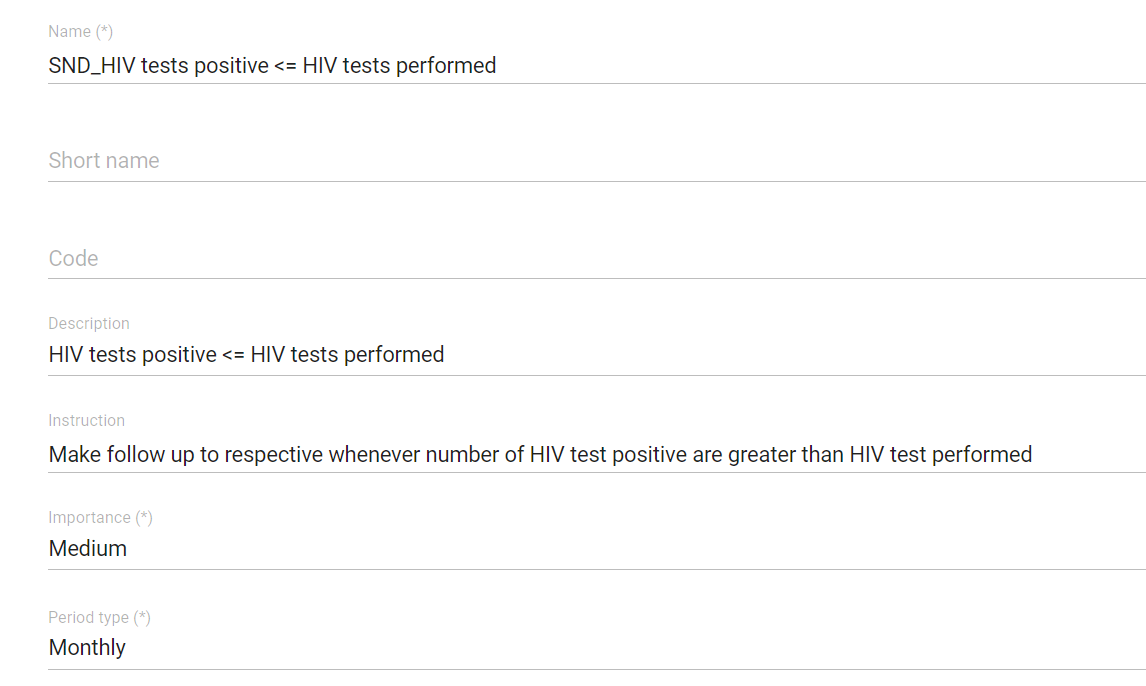 Name (*)
SND_HIV tests positive <= HIV tests performed
Short name
Code
Description
HIV tests positive <= HIV tests performed
Instruction
Make follow up to respective whenever number of HIV test positive are greater than HIV test performed
Importance (*)
Medium
Period type (*)
Monthly